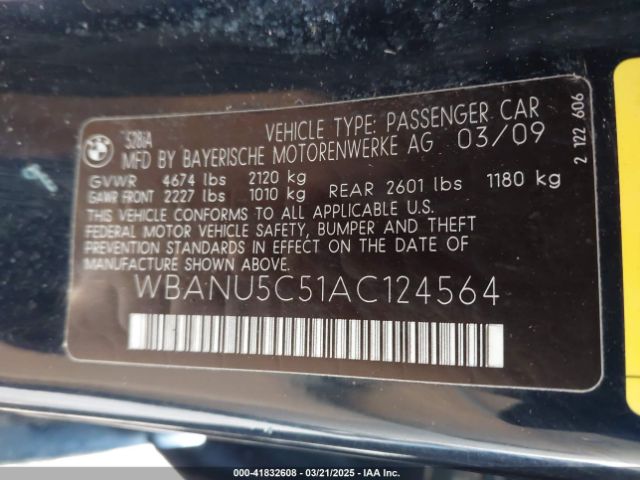 528iA
VEHICLE TYPE: PASSENGER CAR
MFD BY BAYERISCHE MOTORENWERKE AG 03/09
GVWR 4674 lbs 2120 kg
GAWR FRONT 2227 lbs 1010 kg REAR 2601 lbs 1180 kg
THIS VEHICLE CONFORMS TO ALL APPLICABLE U.S.
FEDERAL MOTOR VEHICLE SAFETY, BUMPER AND THEFT
PREVENTION STANDARDS IN EFFECT ON THE DATE OF
MANUFACTURE SHOWN ABOVE.
WBANU5C51AC124564
2 122 606
000-41832608 - 03/21/2025 - IAA Auctions